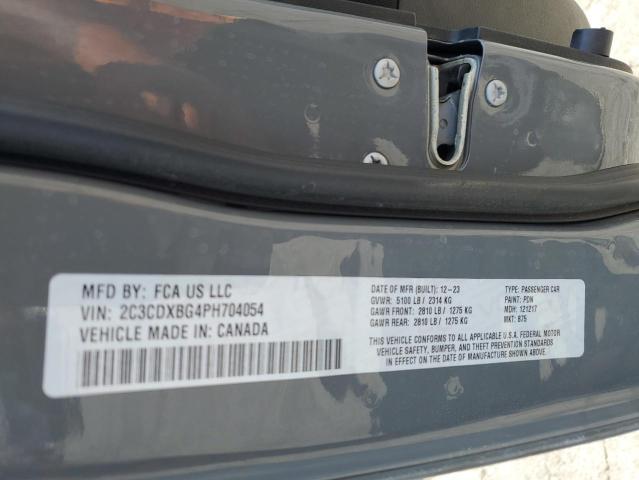 MFD BY: FCA US LLC
VIN: 2C3CDXBG4PH704054
VEHICLE MADE IN: CANADA
DATE OF MFR (BUILT): 12-23
GVWR: 5100 LB / 2314 KG
GAWR FRONT: 2810 LB / 1275 KG
GAWR REAR: 2810 LB / 1275 KG
TYPE: PASSENGER CAR
PAINT: PDN
MDH: 121217
MKT: B75
THIS VEHICLE CONFORMS TO ALL APPLICABLE U.S.A. FEDERAL MOTOR
VEHICLE SAFETY, BUMPER, AND THEFT PREVENTION STANDARDS
IN EFFECT ON THE DATE OF MANUFACTURE SHOWN ABOVE.